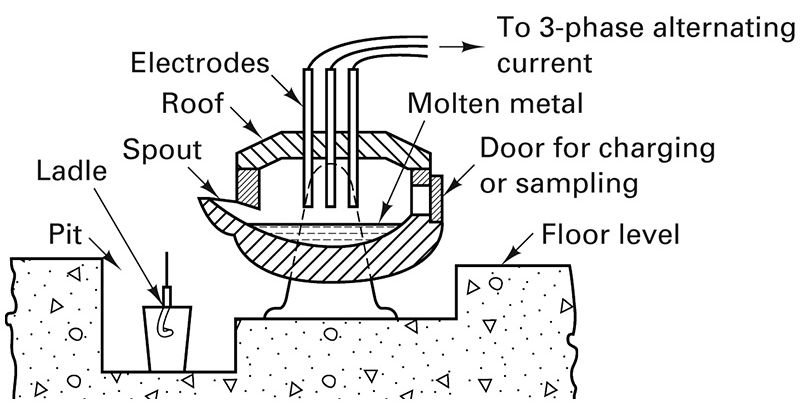 To 3-phase alternating
current
Electrodes
Roof
Molten metal
Spout
Door for charging
or sampling
Ladle
Pit
Floor level